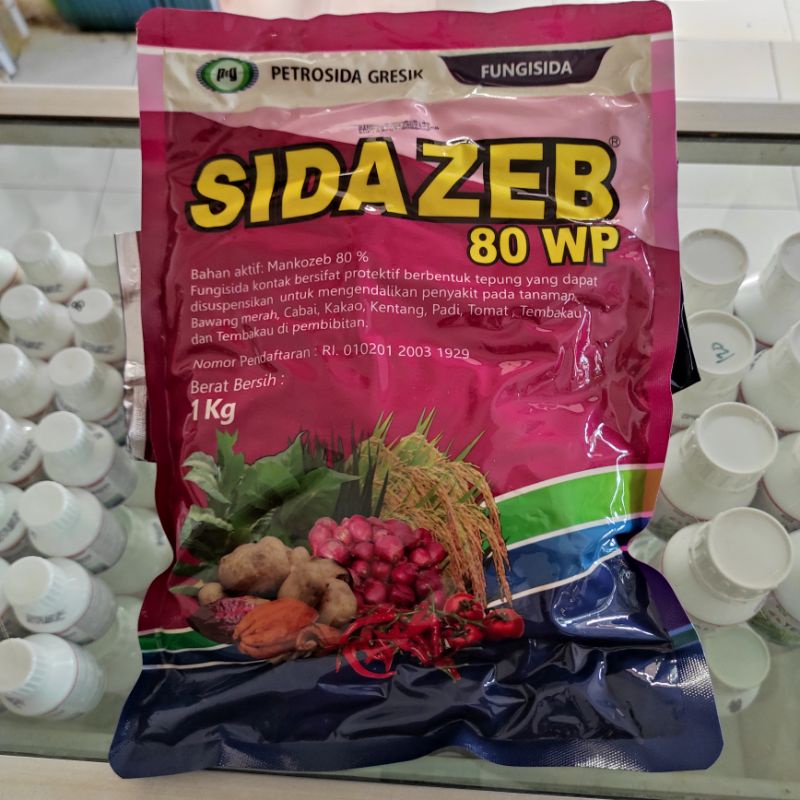 PETROSIDA GRESIK
FUNGISIDA
SIDAZEB®
80 WP
Bahan aktif: Mankozeb 80 %
Fungisida kontak bersifat protektif berbentuk tepung yang dapat
disuspensikan untuk mengendalikan penyakit pada tanaman
Bawang merah, Cabai, Kakao, Kentang, Padi, Tomat, Tembakau
dan Tembakau di pembibitan.
Nomor Pendaftaran : RI. 010201 2003 1929
Berat Bersih :
1 Kg